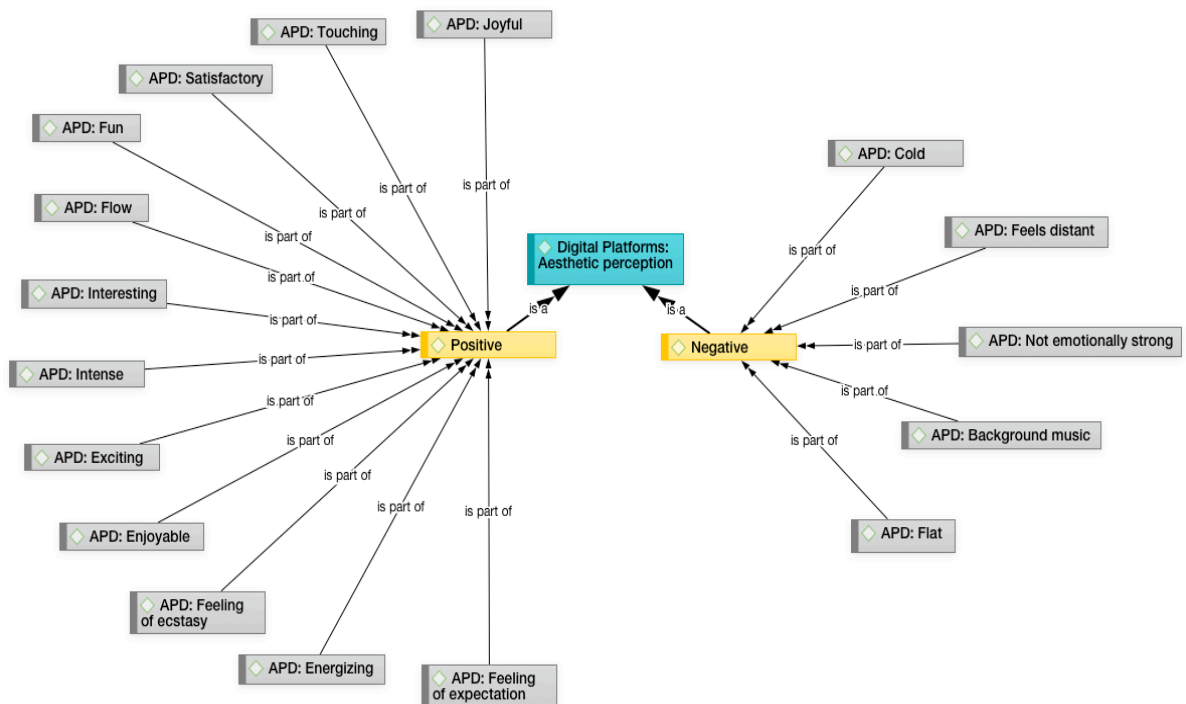 APD: Joyful
APD: Touching
APD: Satisfactory
APD: Fun
APD: Cold
is part of
is part of
APD: Flow
is part of
APD: Feels distant
is part of
Digital Platforms:
Aesthetic perception
is part of
is part of
APD: Interesting
is part of
is part of
is a
is a
APD: Not emotionally strong
Positive
Negative
is part of
is part of
APD: Intense
is part of
is part of
APD: Background music
APD: Exciting
is part of
is part of
is part of
is part of
is part of
APD: Enjoyable
APD: Flat
APD: Feeling
of ecstasy
APD: Energizing
APD: Feeling
of expectation